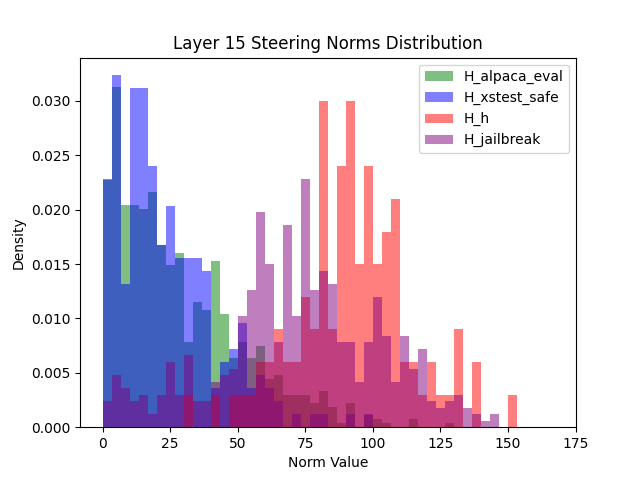 Layer 15 Steering Norms Distribution
H_alpaca_eval
H_xstest_safe
H_h
H_jailbreak
Density
0.030
0.025
0.020
0.015
0.010
0.005
0.000
0 25 50 75 100 125 150 175
Norm Value